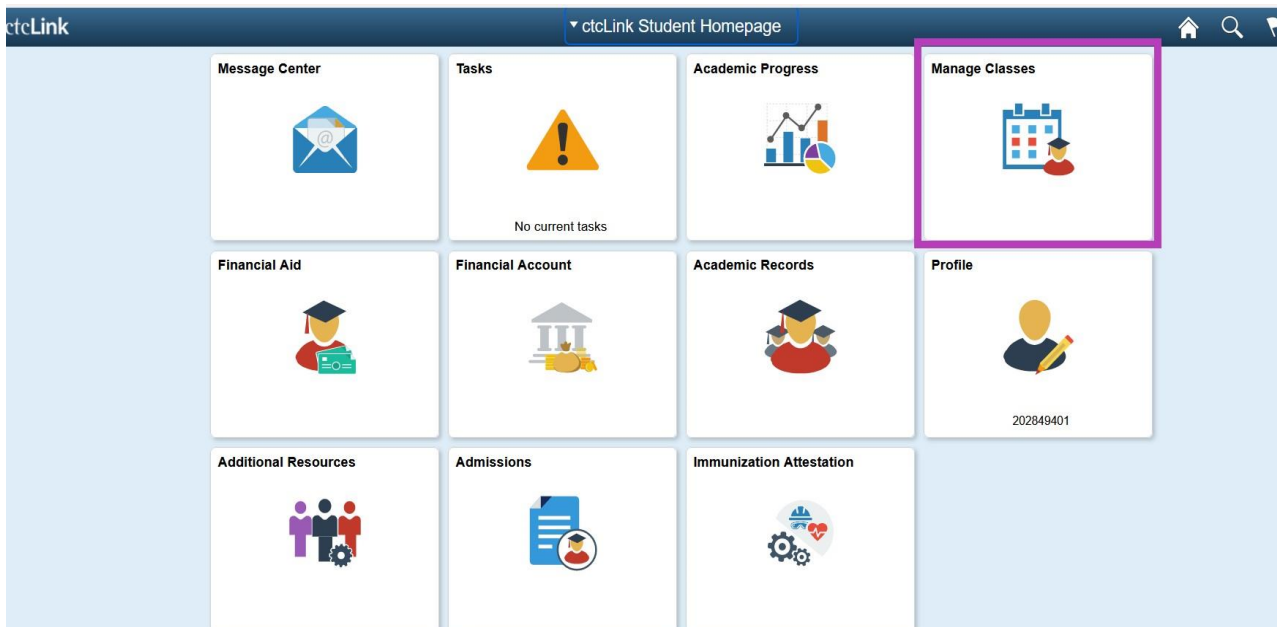 ctcLink
ctcLink Student Homepage
Message Center
Tasks
Academic Progress
Manage Classes
@
No current tasks
Financial Aid
Financial Account
Academic Records
Profile
202849401
Additional Resources
Admissions
Immunization Attestation